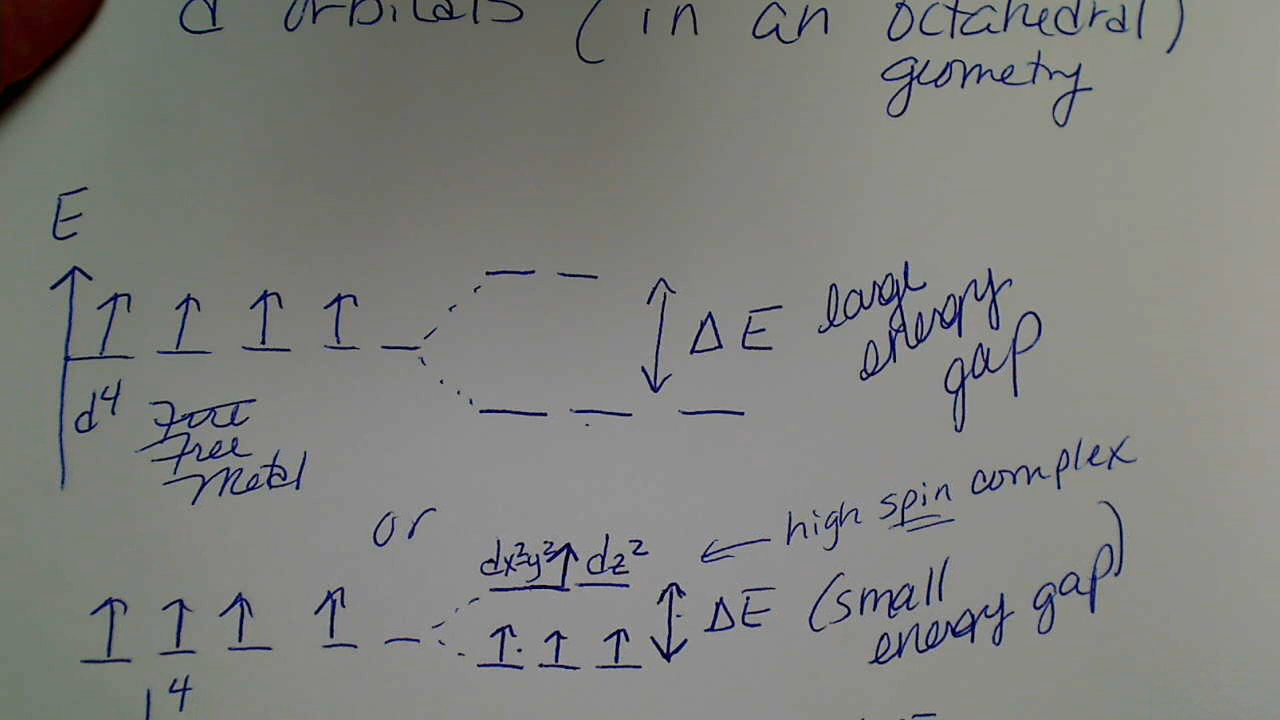 d orbitals (in an octahedral)
geometry
E
↑ ↑ ↑ ↑
ΔE large
energy
gap
d⁴
Free
Metal
or
high spin complex
dx²y² ↑ dz²
↑ ↑ ↑ ↑
↑ ↑ ↑
ΔE (small
energy gap)
d⁴